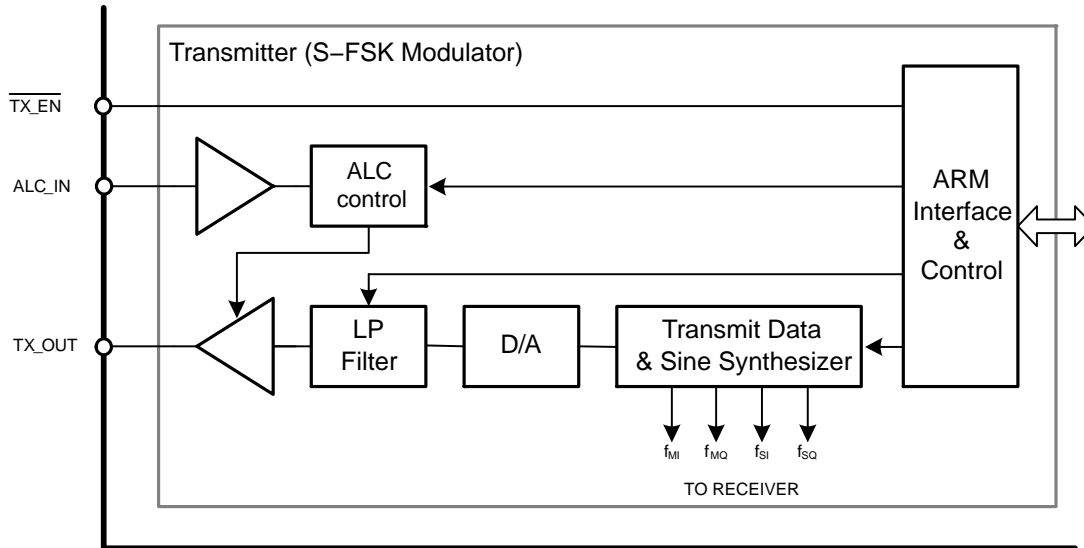 Transmitter (S−FSK Modulator)
TX_EN
ALC_IN
ALC
control
ARM
Interface
&
Control
TX_OUT
LP
Filter
D/A
Transmit Data
& Sine Synthesizer
fMI fMQ fSI fSQ
TO RECEIVER